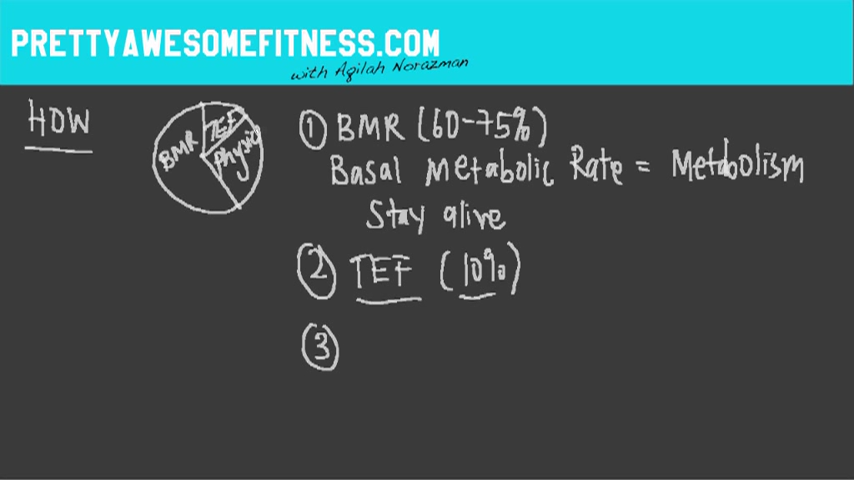 PRETTYAWESOMEFITNESS.COM
with Aqilah Norazman
HOW
BMR
TEF
Physic
① BMR (60-75%)
Basal Metabolic Rate = Metabolism
Stay alive
② TEF (10%)
③